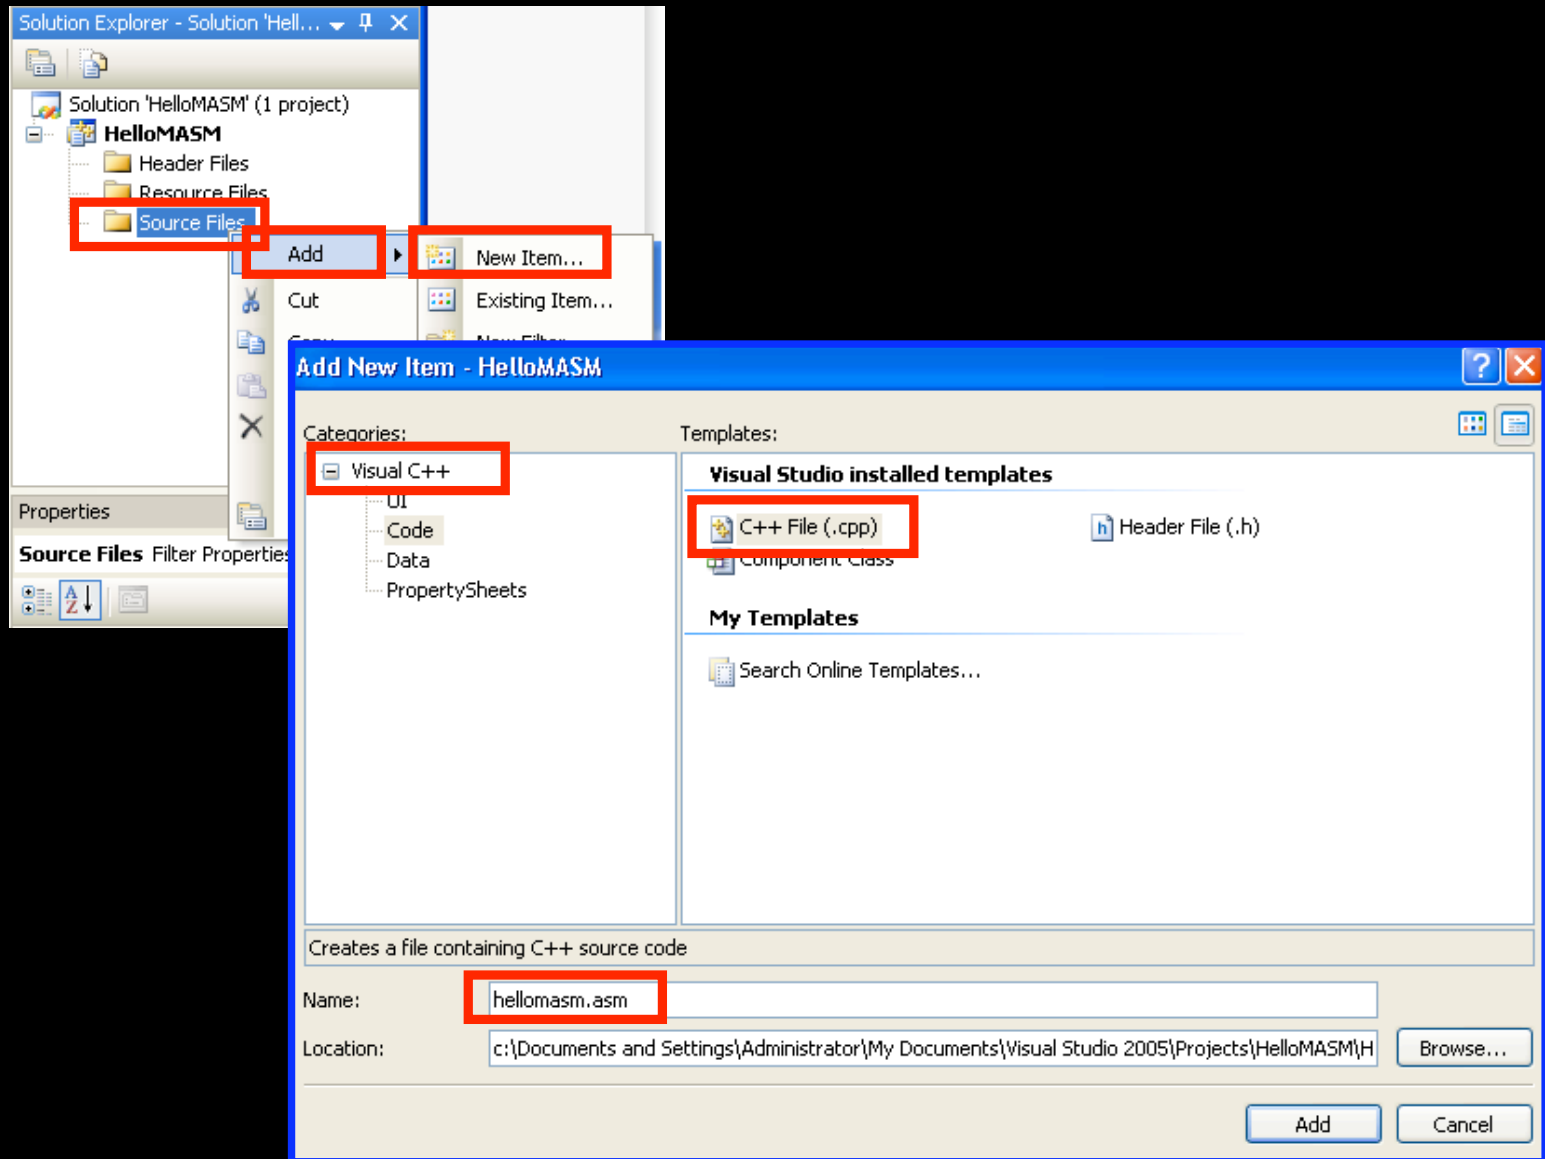 Solution Explorer - Solution 'Hell...
Solution 'HelloMASM' (1 project)
HelloMASM
Header Files
Resource Files
Source Files
Add
New Item...
Cut
Existing Item...
Copy
New Filter
Properties
Source Files Filter Properties
Add New Item - HelloMASM
Categories:
Templates:
Visual C++
UI
Code
Data
PropertySheets
Visual Studio installed templates
C++ File (.cpp)
Header File (.h)
Component Class
My Templates
Search Online Templates...
Creates a file containing C++ source code
Name:
hellomasm.asm
Location:
c:\Documents and Settings\Administrator\My Documents\Visual Studio 2005\Projects\HelloMASM\H
Browse...
Add
Cancel